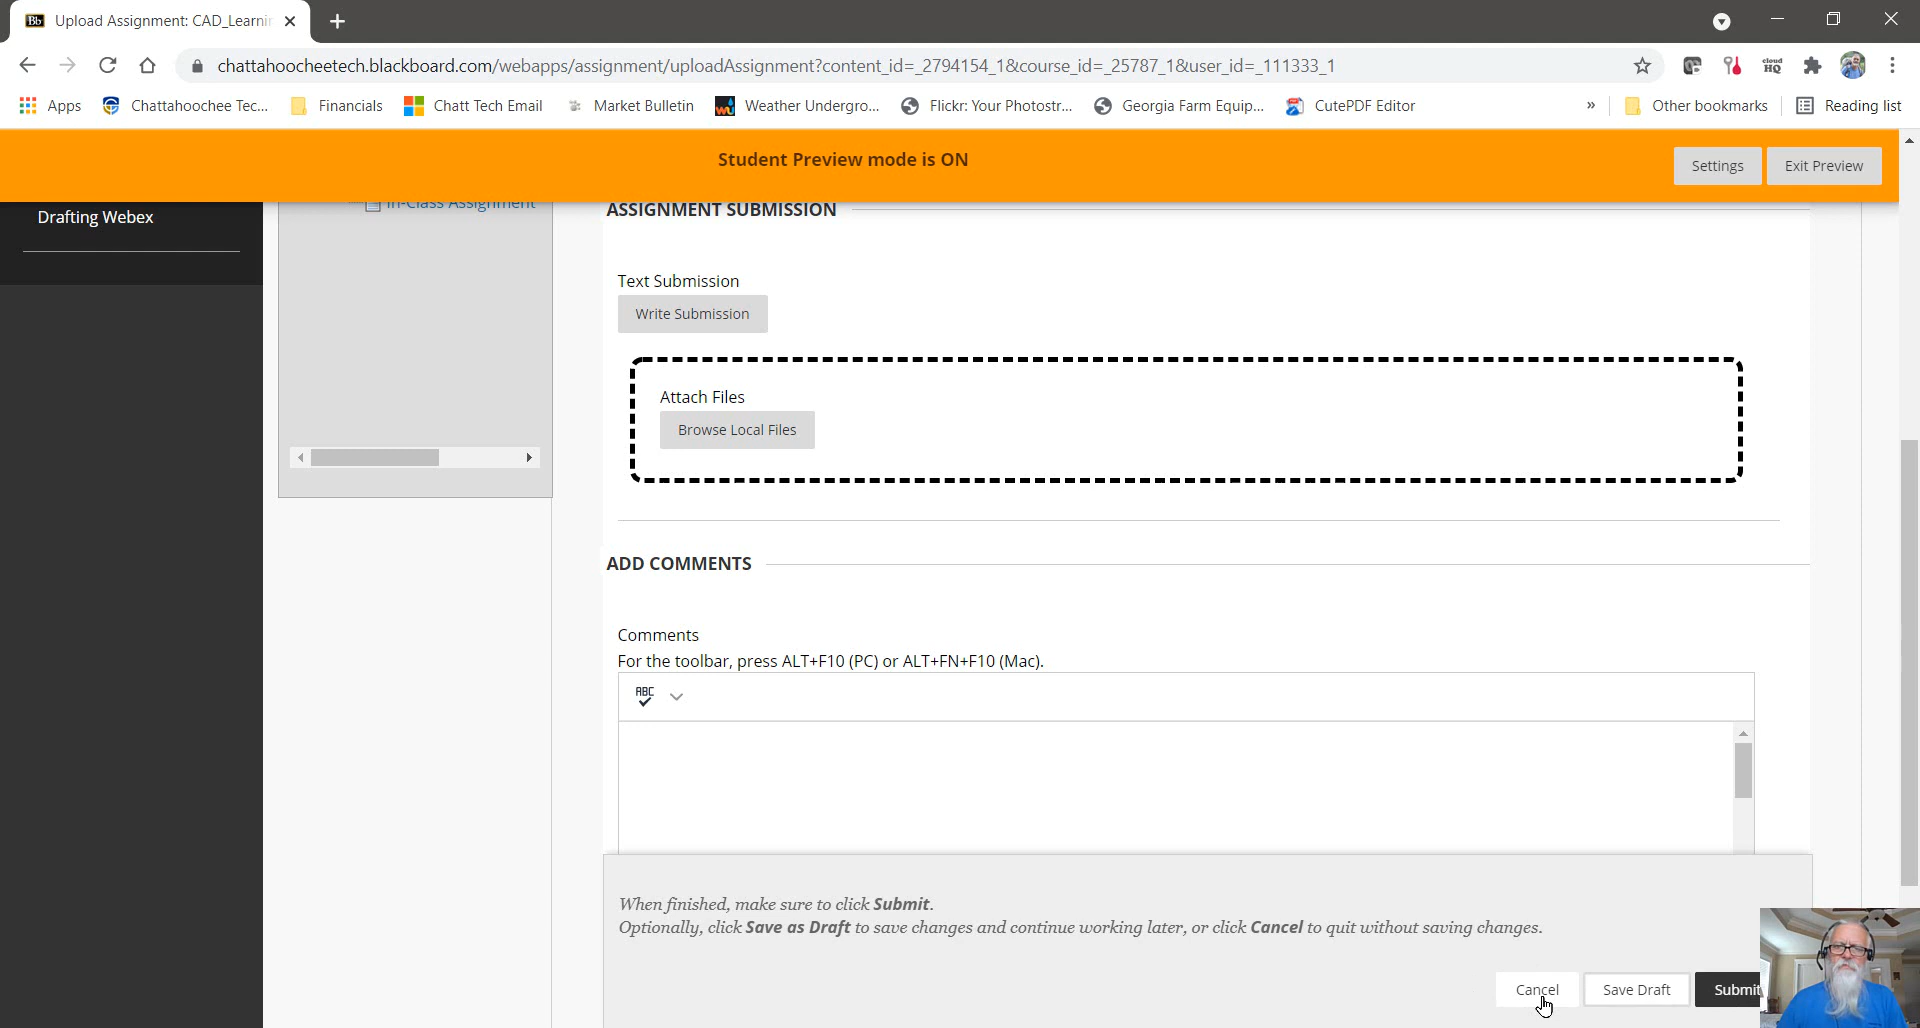 Bb Upload Assignment: CAD_Learnin
chattahoocheetech.blackboard.com/webapps/assignment/uploadAssignment?content_id=_2794154_1&course_id=_25787_1&user_id=_111333_1
cloud HQ
Apps Chattahoochee Tec... Financials Chatt Tech Email Market Bulletin Weather Undergro... Flickr: Your Photostr... Georgia Farm Equip... CutePDF Editor » Other bookmarks Reading list
Student Preview mode is ON
Settings Exit Preview
Drafting Webex
In-Class Assignment
ASSIGNMENT SUBMISSION
Text Submission
Write Submission
Attach Files
Browse Local Files
ADD COMMENTS
Comments
For the toolbar, press ALT+F10 (PC) or ALT+FN+F10 (Mac).
ABC
When finished, make sure to click Submit.
Optionally, click Save as Draft to save changes and continue working later, or click Cancel to quit without saving changes.
Cancel Save Draft Submit